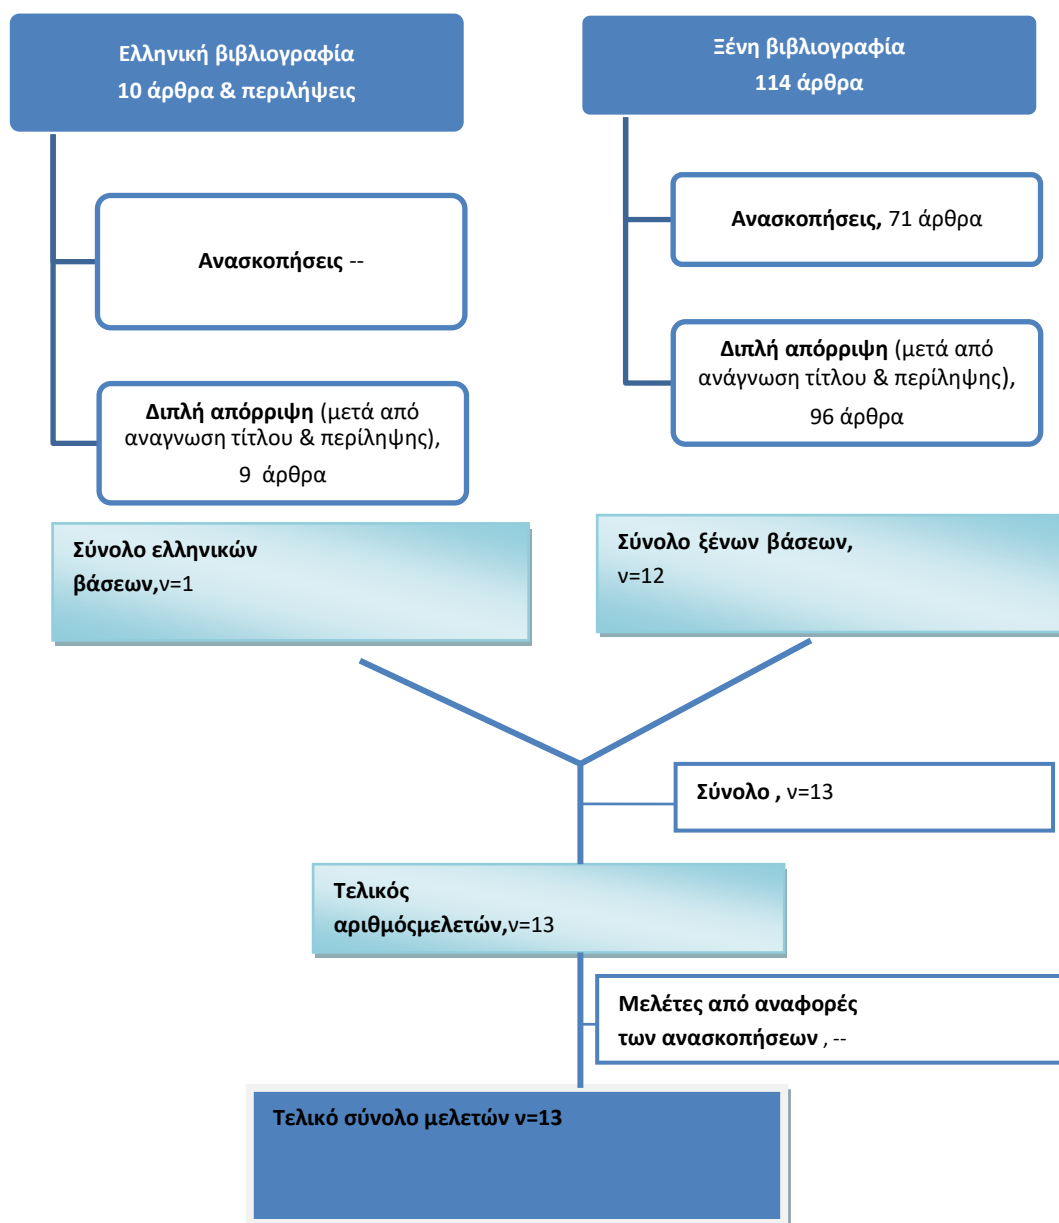 Ελληνική βιβλιογραφία
10 άρθρα & περιλήψεις
Ανασκοπήσεις --
Διπλή απόρριψη (μετά από
αναγνωση τίτλου & περίληψης),
9 άρθρα
Σύνολο ελληνικών
βάσεων,ν=1
Ξένη βιβλιογραφία
114 άρθρα
Ανασκοπήσεις, 71 άρθρα
Διπλή απόρριψη (μετά από
ανάγνωση τίτλου & περίληψης),
96 άρθρα
Σύνολο ξένων βάσεων,
ν=12
Σύνολο , ν=13
Τελικός
αριθμόςμελετών,ν=13
Μελέτες από αναφορές
των ανασκοπήσεων , --
Τελικό σύνολο μελετών ν=13